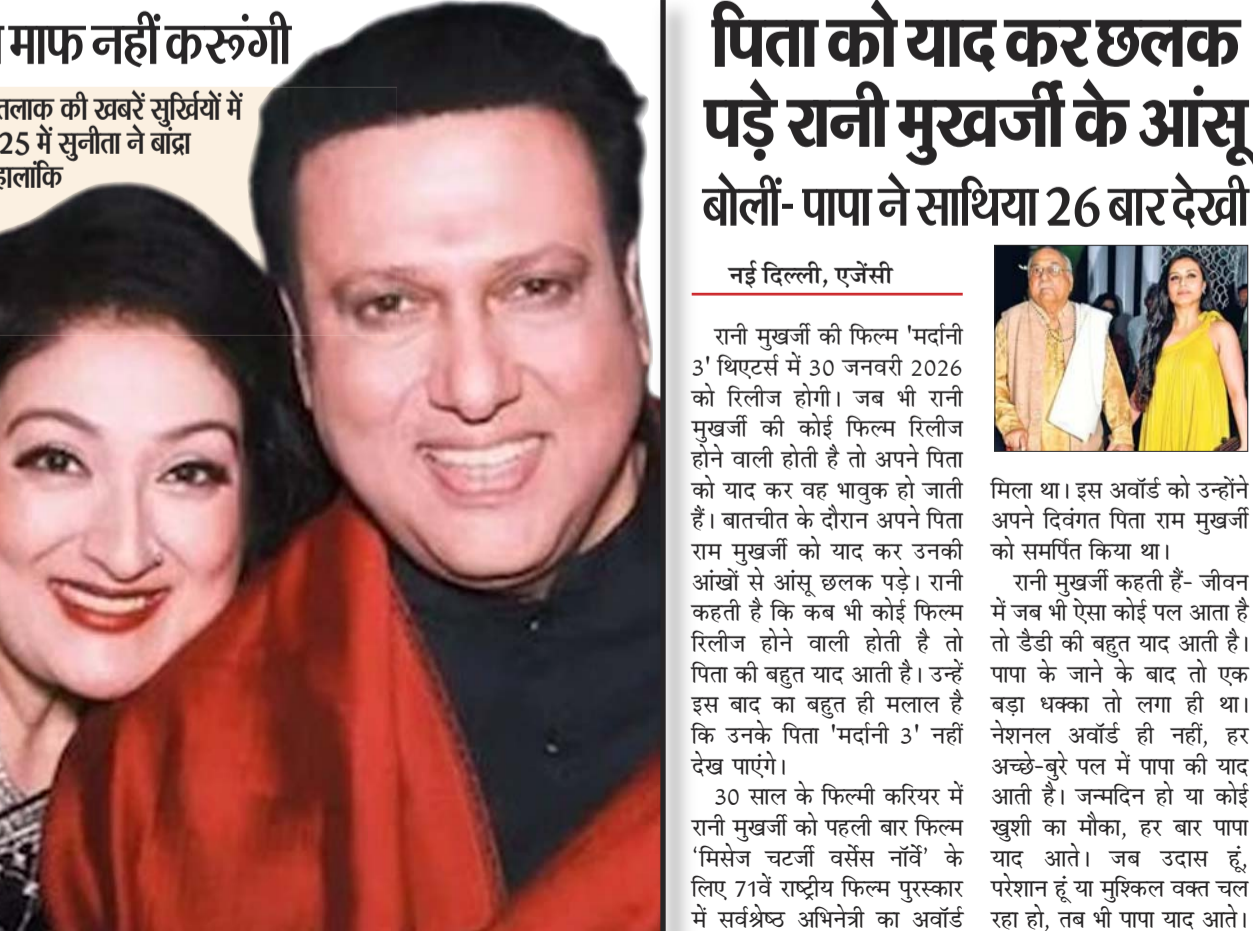 माफ नहीं करूंगी
तलाक की खबरें सुर्खियों में
25 में सुनीता ने बांद्रा
हालांकि
पिता को याद कर छलक
पड़े रानी मुखर्जी के आंसू
बोलीं- पापा ने साथिया 26 बार देखी
नई दिल्ली, एजेंसी
रानी मुखर्जी की फिल्म 'मर्दानी
3' थिएटर्स में 30 जनवरी 2026
को रिलीज होगी। जब भी रानी
मुखर्जी की कोई फिल्म रिलीज
होने वाली होती है तो अपने पिता
को याद कर वह भावुक हो जाती
हैं। बातचीत के दौरान अपने पिता
राम मुखर्जी को याद कर उनकी
आंखों से आंसू छलक पड़े। रानी
कहती है कि कब भी कोई फिल्म
रिलीज होने वाली होती है तो
पिता की बहुत याद आती है। उन्हें
इस बाद का बहुत ही मलाल है
कि उनके पिता 'मर्दानी 3' नहीं
देख पाएंगे।
30 साल के फिल्मी करियर में
रानी मुखर्जी को पहली बार फिल्म
‘मिसेज चटर्जी वर्सेस नॉर्वे’ के
लिए 71वें राष्ट्रीय फिल्म पुरस्कार
में सर्वश्रेष्ठ अभिनेत्री का अवॉर्ड
मिला था। इस अवॉर्ड को उन्होंने
अपने दिवंगत पिता राम मुखर्जी
को समर्पित किया था।
रानी मुखर्जी कहती हैं- जीवन
में जब भी ऐसा कोई पल आता है
तो डैडी की बहुत याद आती है।
पापा के जाने के बाद तो एक
बड़ा धक्का तो लगा ही था।
नेशनल अवॉर्ड ही नहीं, हर
अच्छे-बुरे पल में पापा की याद
आती है। जन्मदिन हो या कोई
खुशी का मौका, हर बार पापा
याद आते। जब उदास हूं,
परेशान हूं या मुश्किल वक्त चल
रहा हो, तब भी पापा याद आते।